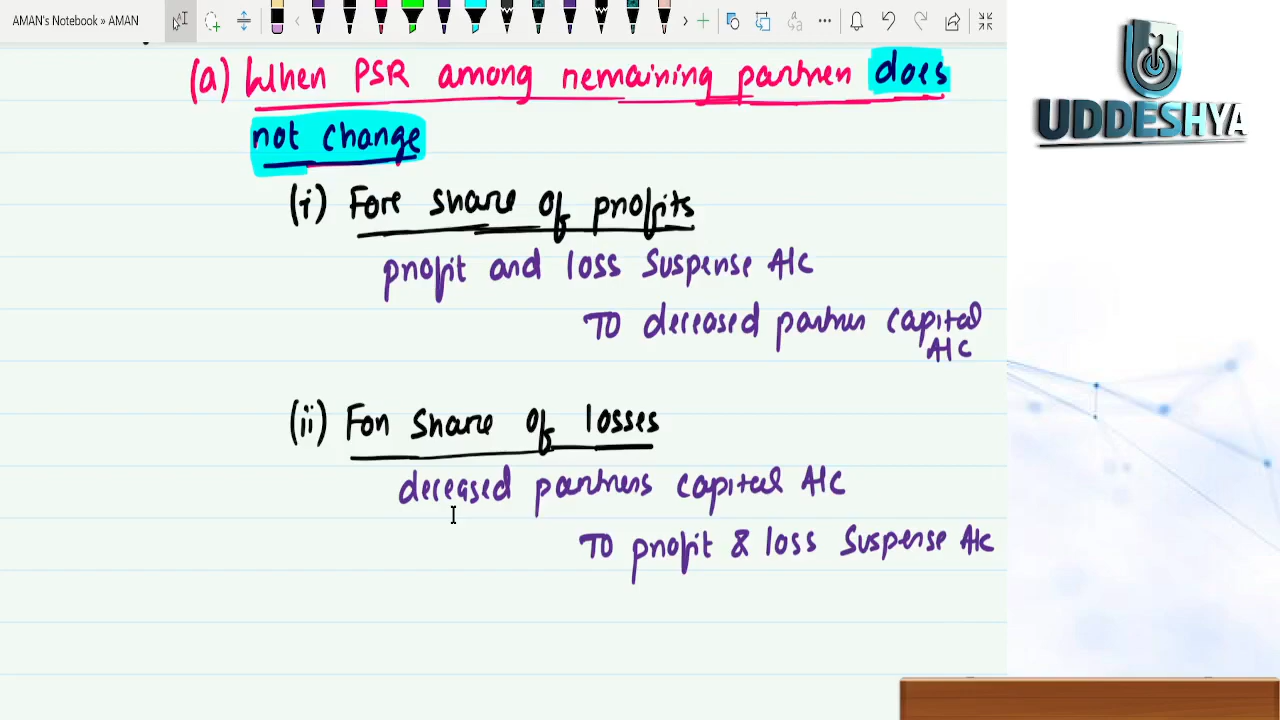 AMAN's Notebook » AMAN
(a) When PSR among remaining partner does
not change
(i) Fore share of profits
profit and loss Suspense A/c
TO deceased partner capital
A/c
(ii) For share of losses
deceased partners capital A/c
TO profit & loss Suspense A/c
UDDESHYA